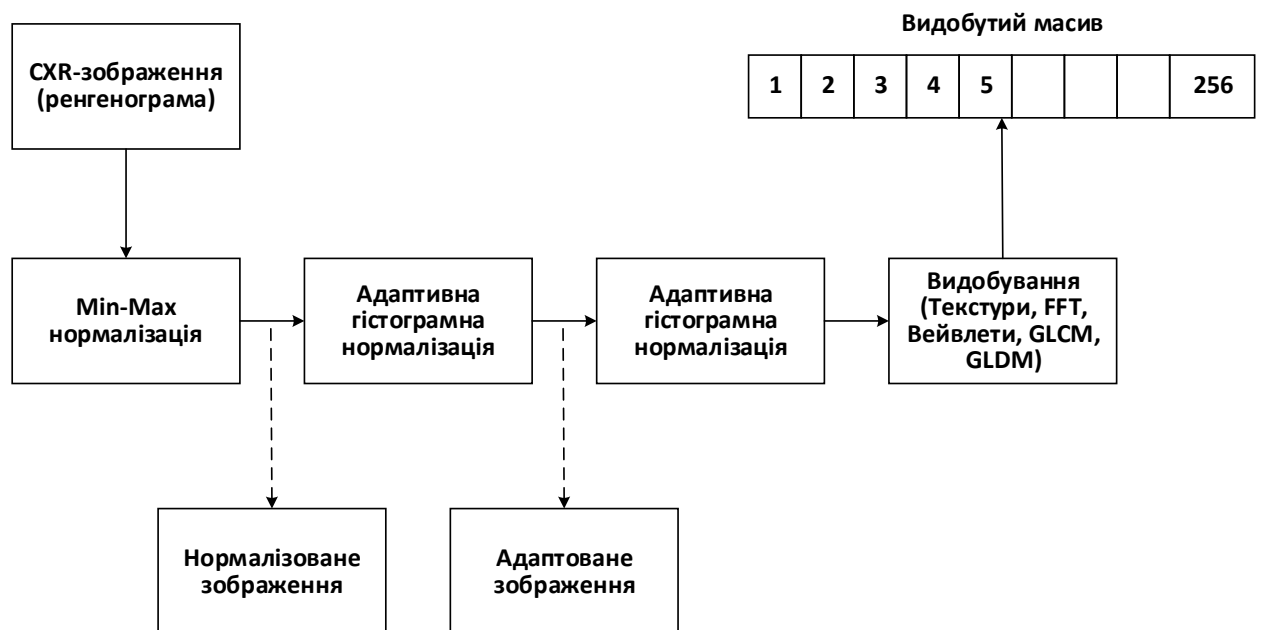 Видобутий масив
CXR-зображення
(ренгенограма)
1 2 3 4 5 256
Min-Max
нормалізація
Адаптивна
гістограмна
нормалізація
Адаптивна
гістограмна
нормалізація
Видобування
(Текстури, FFT,
Вейвлети, GLCM,
GLDM)
Нормалізоване
зображення
Адаптоване
зображення